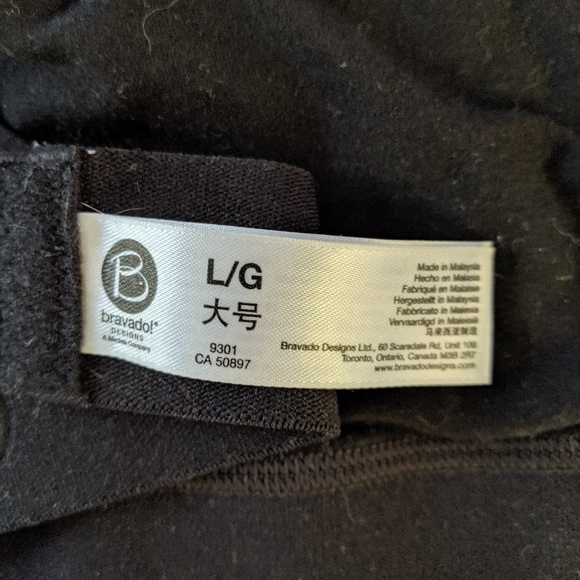 B
bravado!
DESIGNS
A Medela Company
L/G
大号
9301
CA 50897
Made in Malaysia
Hecho en Malasia
Fabriqué en Malaisie
Hergestellt in Malaysia
Fabbricato in Malesia
Vervaardigd in Maleisië
马来西亚制造
Bravado Designs Ltd., 60 Scarsdale Rd, Unit 100
Toronto, Ontario, Canada M3B 2R7
www.bravadodesigns.com